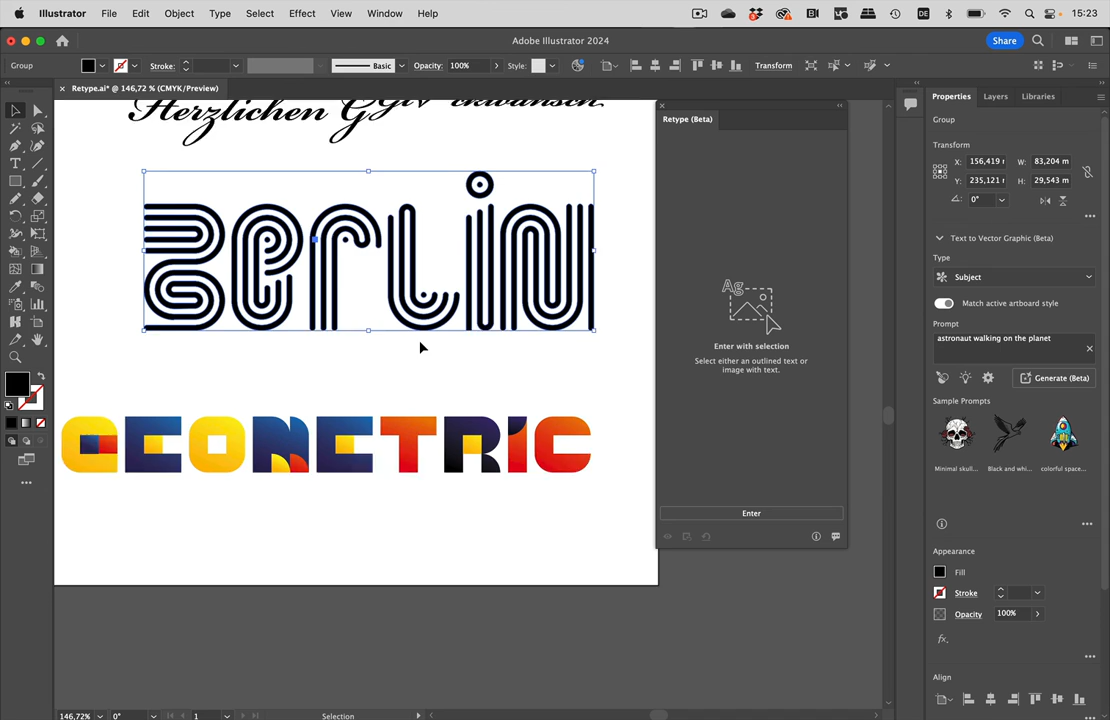 Illustrator File Edit Object Type Select Effect View Window Help DE 15:23
Adobe Illustrator 2024 Share
Group Stroke: Basic Opacity: 100% Style: Transform
Retype.ai* @ 146,72 % (CMYK/Preview)
Herzlichen
Berlin
GEOMETRIC
Retype (Beta)
Ag
Enter with selection
Select either an outlined text or
image with text.
Enter
Properties Layers Libraries
Group
Transform
X: 156,419 W: 83,204 m
Y: 235,121 H: 29,543 m
0°
Text to Vector Graphic (Beta)
Type
Subject
Match active artboard style
Prompt
astronaut walking on the planet
Generate (Beta)
Sample Prompts
Minimal skull... Black and whi... colorful space...
Appearance
Fill
Stroke
Opacity 100%
fx.
Align
146,72% 0° 1 Selection